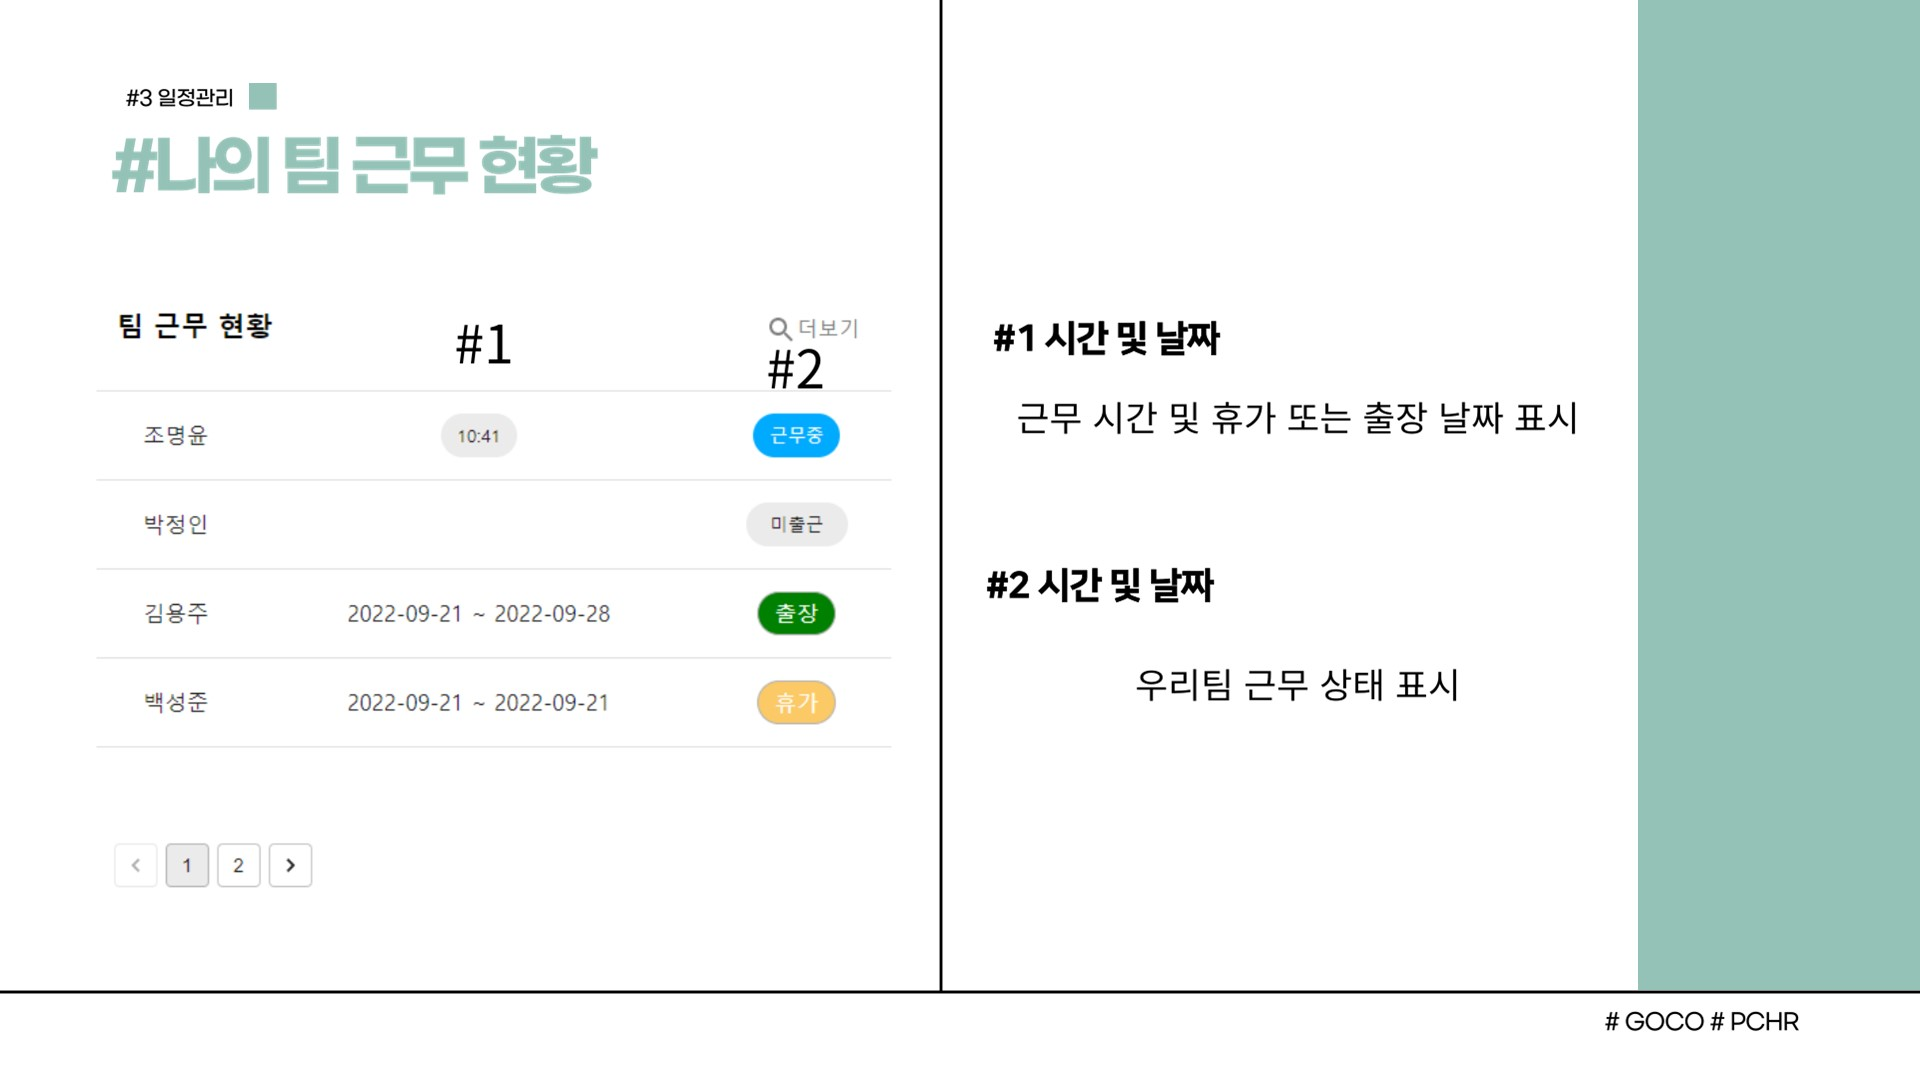 #3 일정관리
#나의 팀 근무 현황
팀 근무 현황
#1
더보기
#2
조명윤 10:41 근무중
박정인 미출근
김용주 2022-09-21 ~ 2022-09-28 출장
백성준 2022-09-21 ~ 2022-09-21 휴가
1 2
#1 시간 및 날짜
근무 시간 및 휴가 또는 출장 날짜 표시
#2 시간 및 날짜
우리팀 근무 상태 표시
# GOCO # PCHR